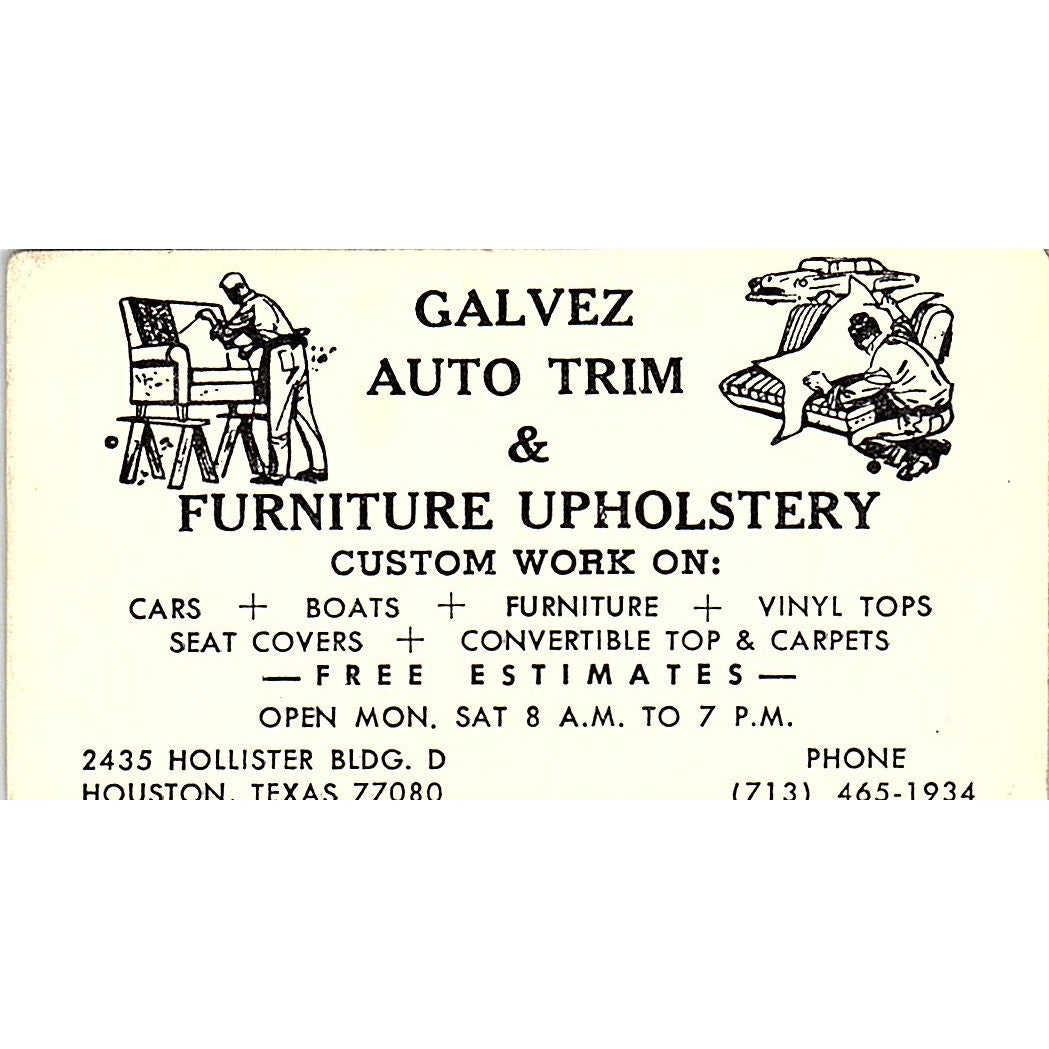 GALVEZ
AUTO TRIM
&
FURNITURE UPHOLSTERY
CUSTOM WORK ON:
CARS + BOATS + FURNITURE + VINYL TOPS
SEAT COVERS + CONVERTIBLE TOP & CARPETS
—FREE ESTIMATES—
OPEN MON. SAT 8 A.M. TO 7 P.M.
2435 HOLLISTER BLDG. D
HOUSTON, TEXAS 77080
PHONE
(713) 465-1934